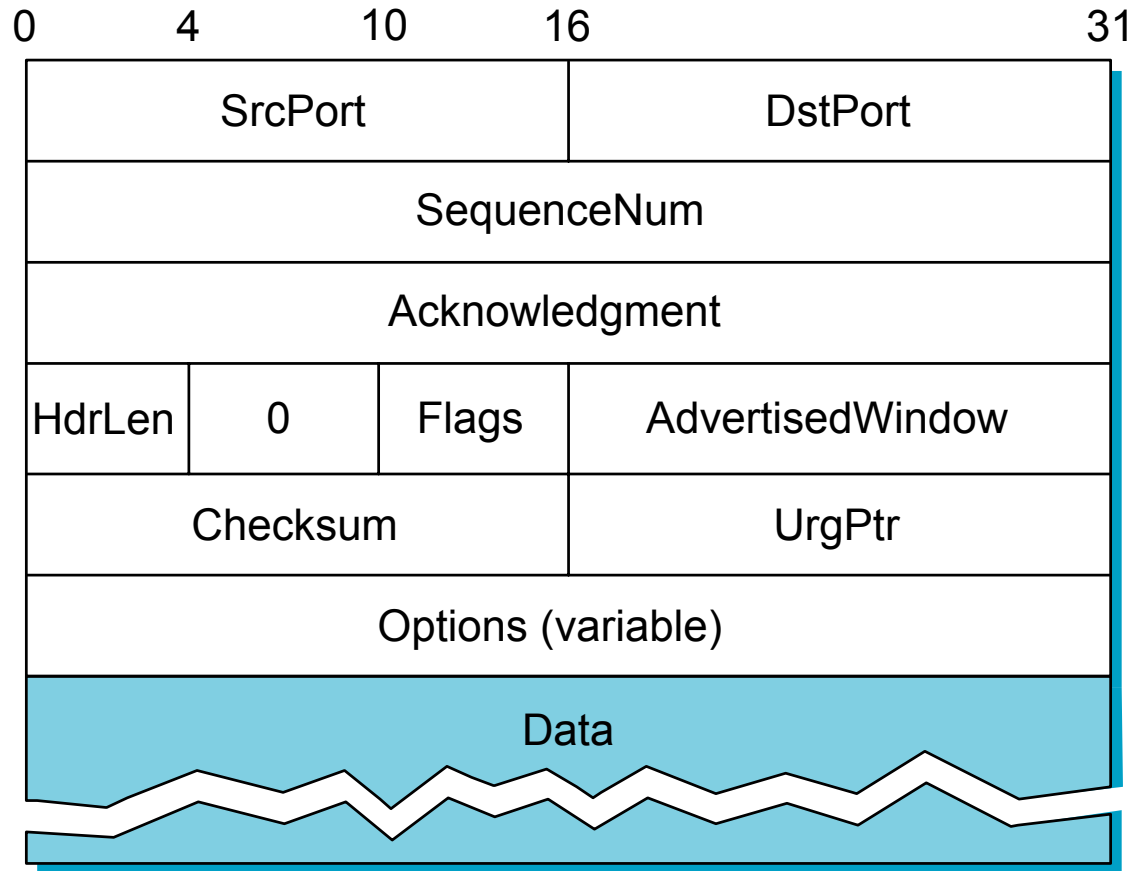 0 4 10 16 31
SrcPort DstPort
SequenceNum
Acknowledgment
HdrLen 0 Flags AdvertisedWindow
Checksum UrgPtr
Options (variable)
Data